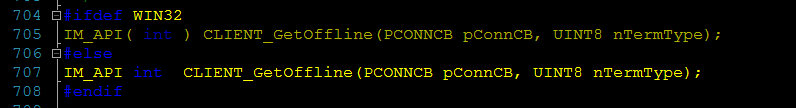 704 #ifdef WIN32
705 IM_API( int ) CLIENT_GetOffline(PCONNCB pConnCB, UINT8 nTermType);
706 #else
707 IM_API int  CLIENT_GetOffline(PCONNCB pConnCB, UINT8 nTermType);
708 #endif